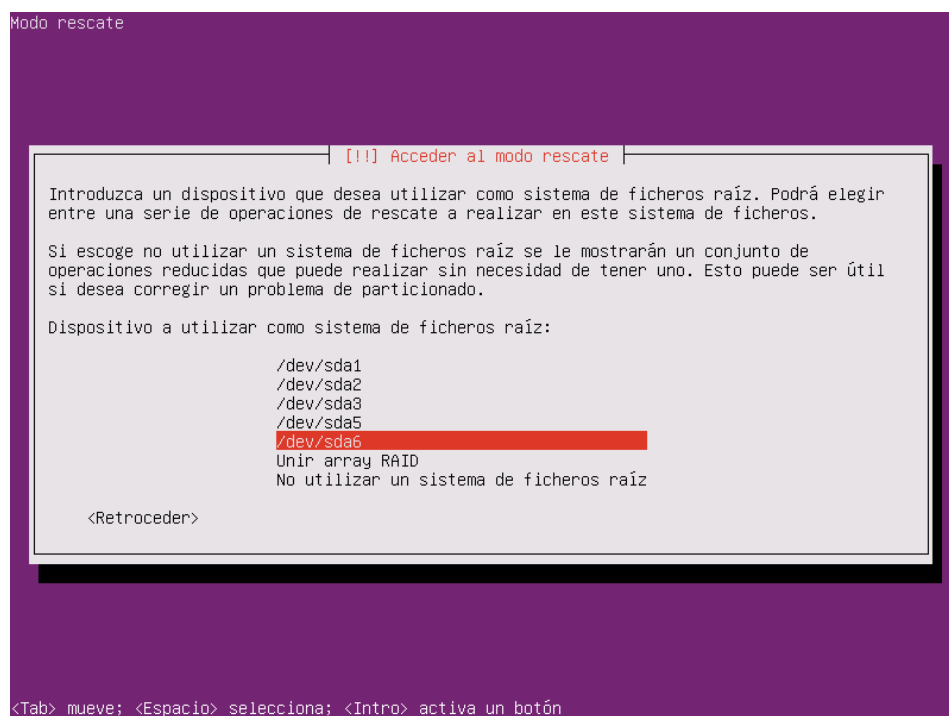 Modo rescate
[!!] Acceder al modo rescate
Introduzca un dispositivo que desea utilizar como sistema de ficheros raíz. Podrá elegir
entre una serie de operaciones de rescate a realizar en este sistema de ficheros.
Si escoge no utilizar un sistema de ficheros raíz se le mostrarán un conjunto de
operaciones reducidas que puede realizar sin necesidad de tener uno. Esto puede ser útil
si desea corregir un problema de particionado.
Dispositivo a utilizar como sistema de ficheros raíz:
/dev/sda1
/dev/sda2
/dev/sda3
/dev/sda5
/dev/sda6
Unir array RAID
No utilizar un sistema de ficheros raíz
<Retroceder>
<Tab> mueve; <Espacio> selecciona; <Intro> activa un botón